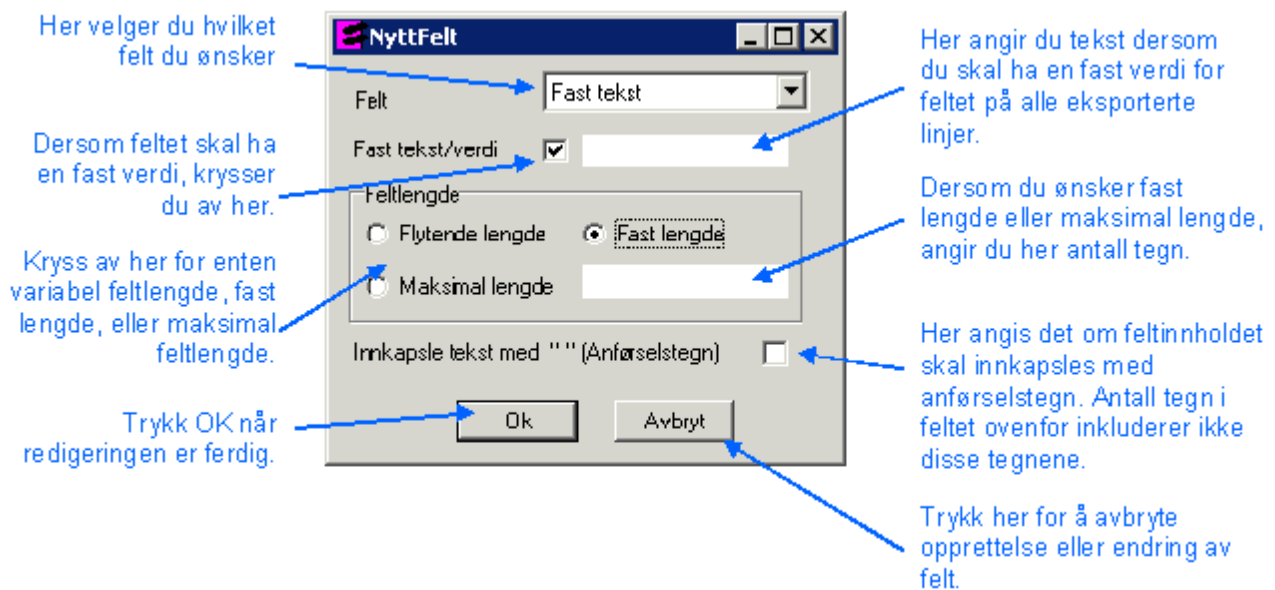 Her velger du hvilket
felt du ønsker
Dersom feltet skal ha
en fast verdi, krysser
du av her.
Kryss av her for enten
variabel feltlengde, fast
lengde, eller maksimal
feltlengde.
Trykk OK når
redigeringen er ferdig.
NyttFelt
Felt
Fast tekst
Fast tekst/verdi
Feltlengde
Flytende lengde
Fast lengde
Maksimal lengde
Innkapsle tekst med " " (Anførselstegn)
Ok
Avbryt
Her angir du tekst dersom
du skal ha en fast verdi for
feltet på alle eksporterte
linjer.
Dersom du ønsker fast
lengde eller maksimal lengde,
angir du her antall tegn.
Her angis det om feltinnholdet
skal innkapsles med
anførselstegn. Antall tegn i
feltet ovenfor inkluderer ikke
disse tegnene.
Trykk her for å avbryte
opprettelse eller endring av
felt.